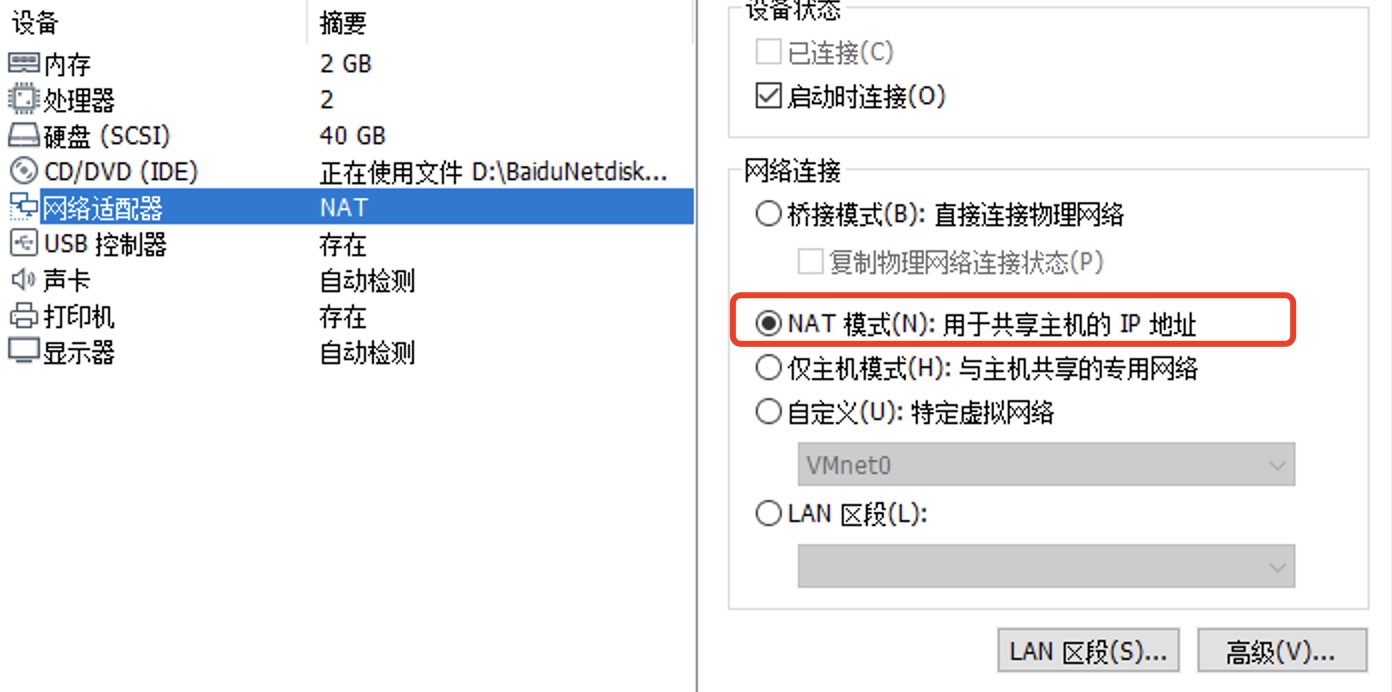 设备 摘要
内存 2 GB
处理器 2
硬盘 (SCSI) 40 GB
CD/DVD (IDE) 正在使用文件 D:\BaiduNetdisk...
网络适配器 NAT
USB 控制器 存在
声卡 自动检测
打印机 存在
显示器 自动检测
设备状态
已连接(C)
启动时连接(O)
网络连接
桥接模式(B): 直接连接物理网络
复制物理网络连接状态(P)
NAT 模式(N): 用于共享主机的 IP 地址
仅主机模式(H): 与主机共享的专用网络
自定义(U): 特定虚拟网络
VMnet0
LAN 区段(L):
LAN 区段(S)... 高级(V)...